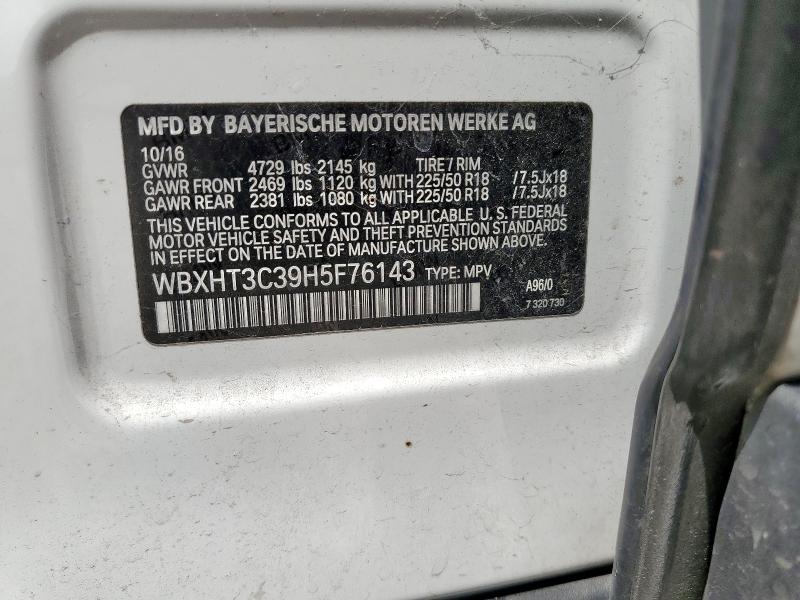 MFD BY BAYERISCHE MOTOREN WERKE AG
10/16
GVWR 4729 lbs 2145 kg TIRE / RIM
GAWR FRONT 2469 lbs 1120 kg WITH 225/50 R18 /7.5Jx18
GAWR REAR 2381 lbs 1080 kg WITH 225/50 R18 /7.5Jx18
THIS VEHICLE CONFORMS TO ALL APPLICABLE U. S. FEDERAL
MOTOR VEHICLE SAFETY AND THEFT PREVENTION STANDARDS
IN EFFECT ON THE DATE OF MANUFACTURE SHOWN ABOVE.
WBXHT3C39H5F76143 TYPE: MPV A96/0
7 320 730